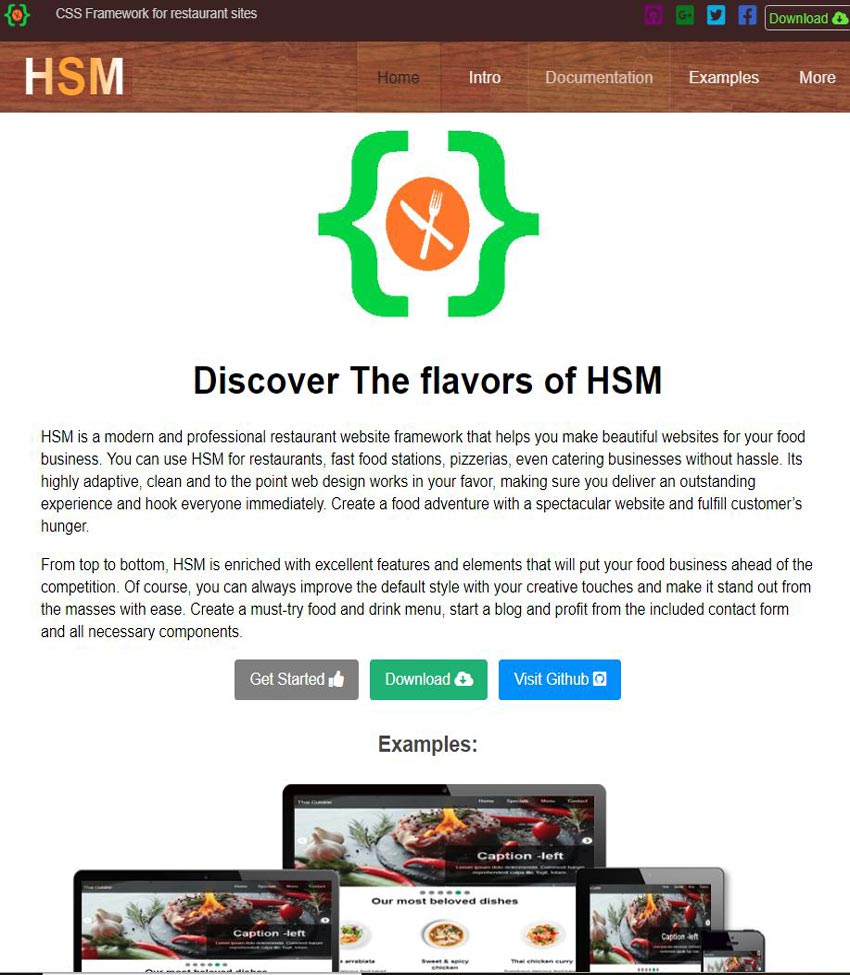 CSS Framework for restaurant sites
Download
HSM
Home Intro Documentation Examples More
Discover The flavors of HSM
HSM is a modern and professional restaurant website framework that helps you make beautiful websites for your food
business. You can use HSM for restaurants, fast food stations, pizzerias, even catering businesses without hassle. Its
highly adaptive, clean and to the point web design works in your favor, making sure you deliver an outstanding
experience and hook everyone immediately. Create a food adventure with a spectacular website and fulfill customer’s
hunger.
From top to bottom, HSM is enriched with excellent features and elements that will put your food business ahead of the
competition. Of course, you can always improve the default style with your creative touches and make it stand out from
the masses with ease. Create a must-try food and drink menu, start a blog and profit from the included contact form
and all necessary components.
Get Started Download Visit Github
Examples:
Thai Cuisine Home Specials Menu Contact
Caption -left
Lorem ipsum dolo dolonemos, Commod harum
Our most beloved dishes
arrabiata Sweet & spicy Thai chicken curry
chicken
Thai Cuisine Home Specials Menu Contact
Caption -left
Our most beloved dishes
Caption -left